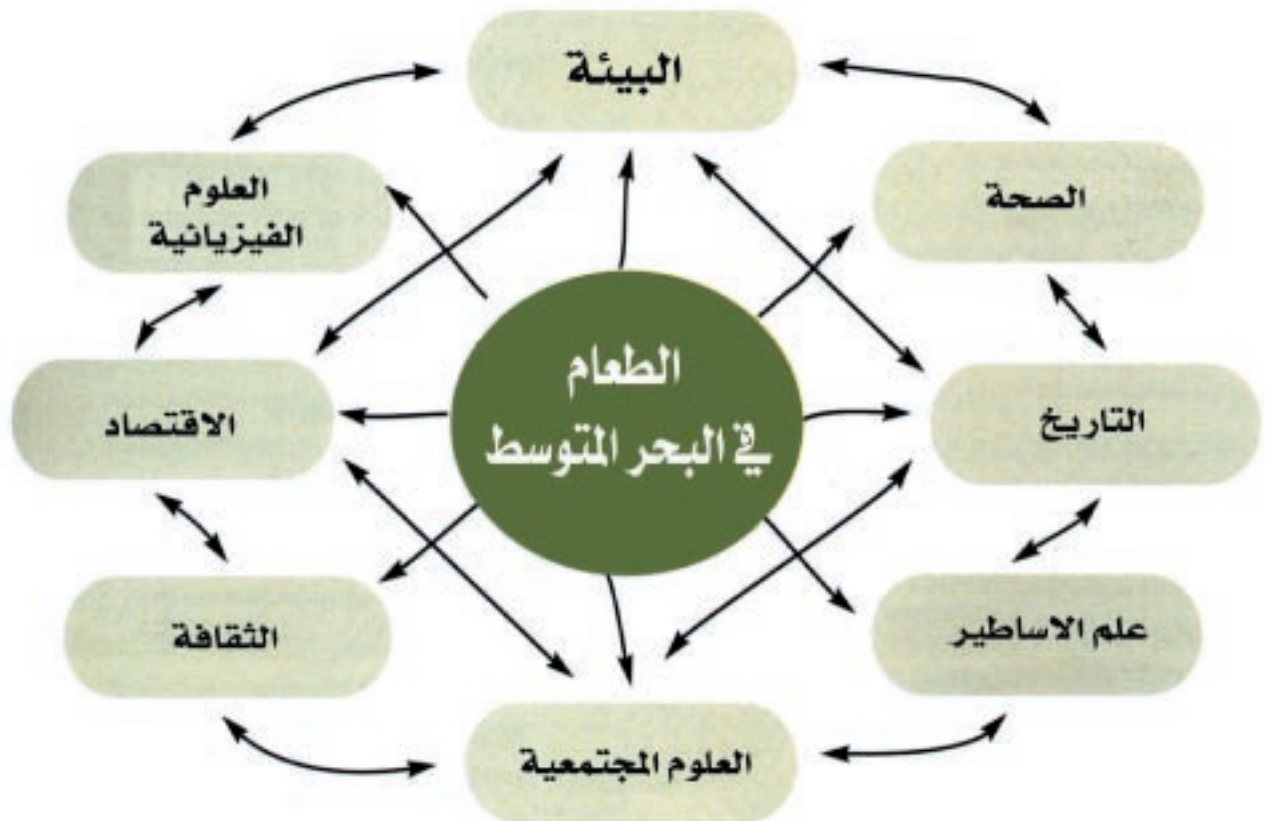 البيئة
العلوم
الفيزيائية
الصحة
الطعام
في البحر المتوسط
الاقتصاد
التاريخ
الثقافة
علم الاساطير
العلوم المجتمعية